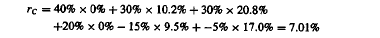 r_C = 40% × 0% + 30% × 10.2% + 30% × 20.8%
+20% × 0% − 15% × 9.5% + −5% × 17.0% = 7.01%